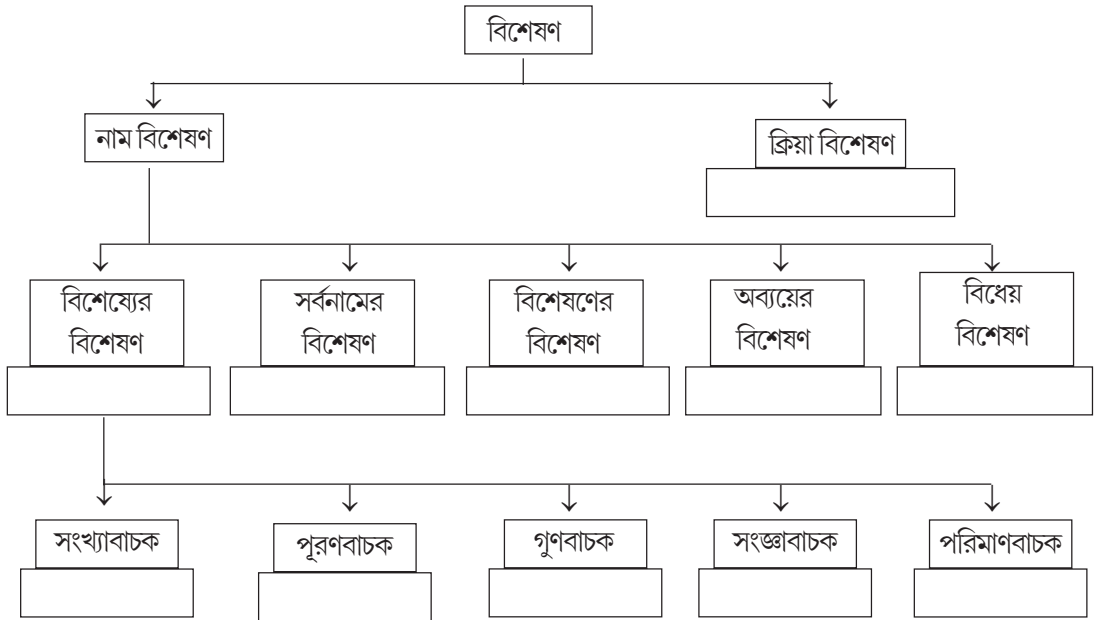 বিশেষণ
নাম বিশেষণ
ক্রিয়া বিশেষণ
বিশেষ্যের
বিশেষণ
সর্বনামের
বিশেষণ
বিশেষণের
বিশেষণ
অব্যয়ের
বিশেষণ
বিধেয়
বিশেষণ
সংখ্যাবাচক
পূরণবাচক
গুণবাচক
সংজ্ঞাবাচক
পরিমাণবাচক